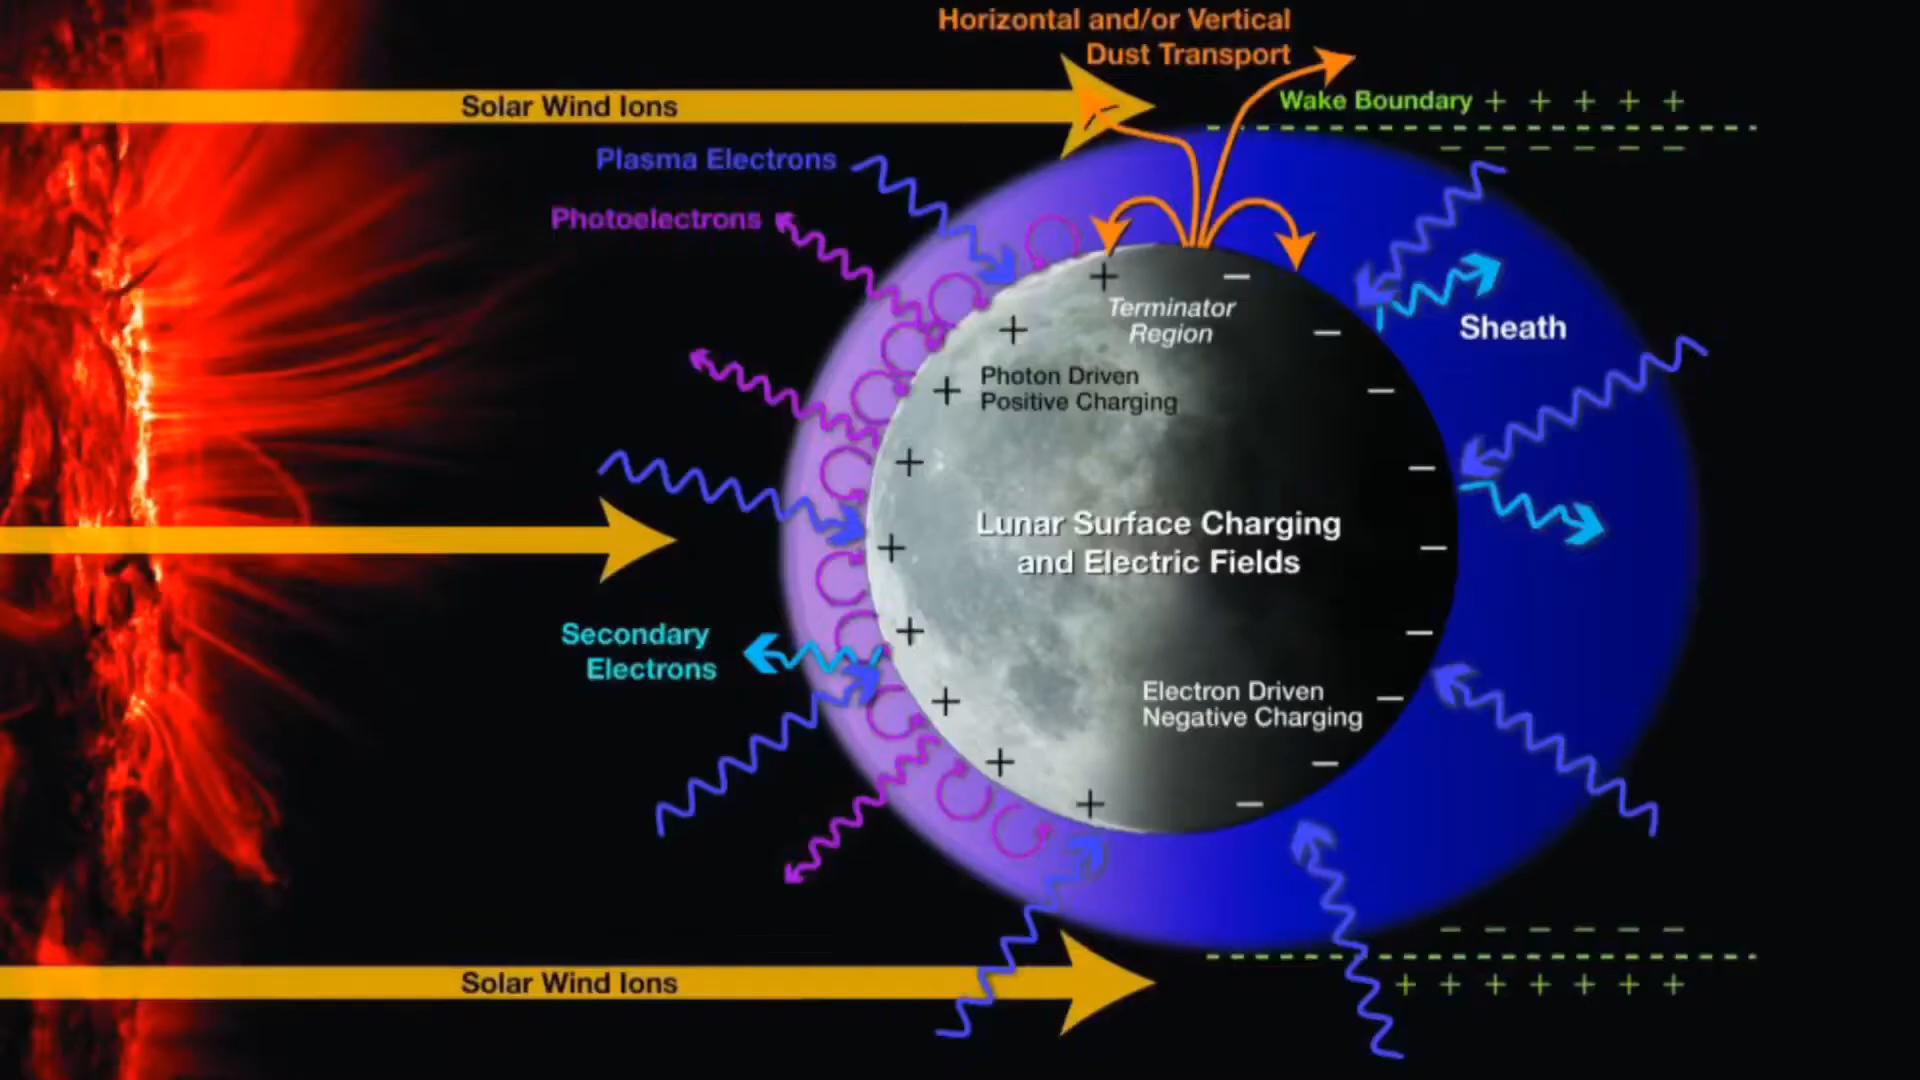 Horizontal and/or Vertical
Dust Transport
Solar Wind Ions
Wake Boundary + + + + +
− − − − − −
Plasma Electrons
Photoelectrons
+ −
Terminator
Region
Sheath
+ −
Photon Driven
Positive Charging
+ −
+ −
Lunar Surface Charging
and Electric Fields
+ −
Secondary
Electrons
+ −
Electron Driven
Negative Charging
+ −
+ −
+ −
− − − − − −
Solar Wind Ions
+ + + + + + +